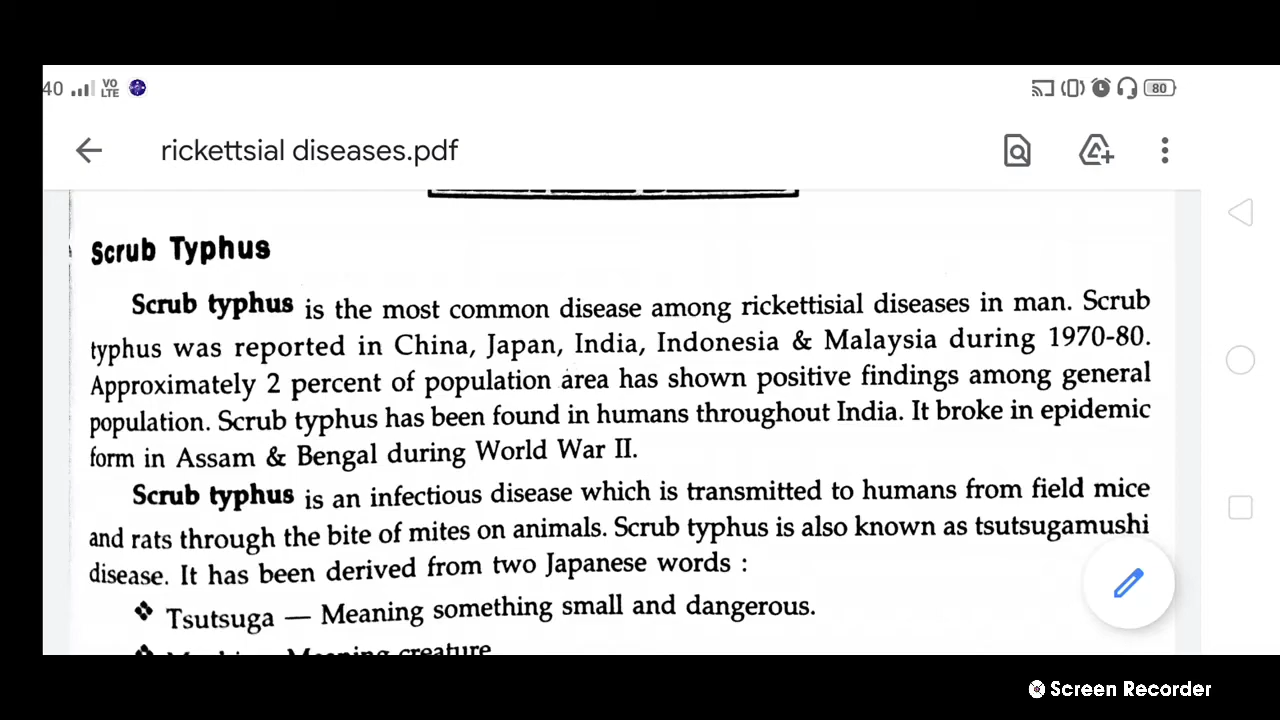 40 VO LTE 80
rickettsial diseases.pdf
Scrub Typhus
Scrub typhus is the most common disease among rickettisial diseases in man. Scrub
typhus was reported in China, Japan, India, Indonesia & Malaysia during 1970-80.
Approximately 2 percent of population area has shown positive findings among general
population. Scrub typhus has been found in humans throughout India. It broke in epidemic
form in Assam & Bengal during World War II.
Scrub typhus is an infectious disease which is transmitted to humans from field mice
and rats through the bite of mites on animals. Scrub typhus is also known as tsutsugamushi
disease. It has been derived from two Japanese words :
❖ Tsutsuga — Meaning something small and dangerous.
Meaning creature
Screen Recorder